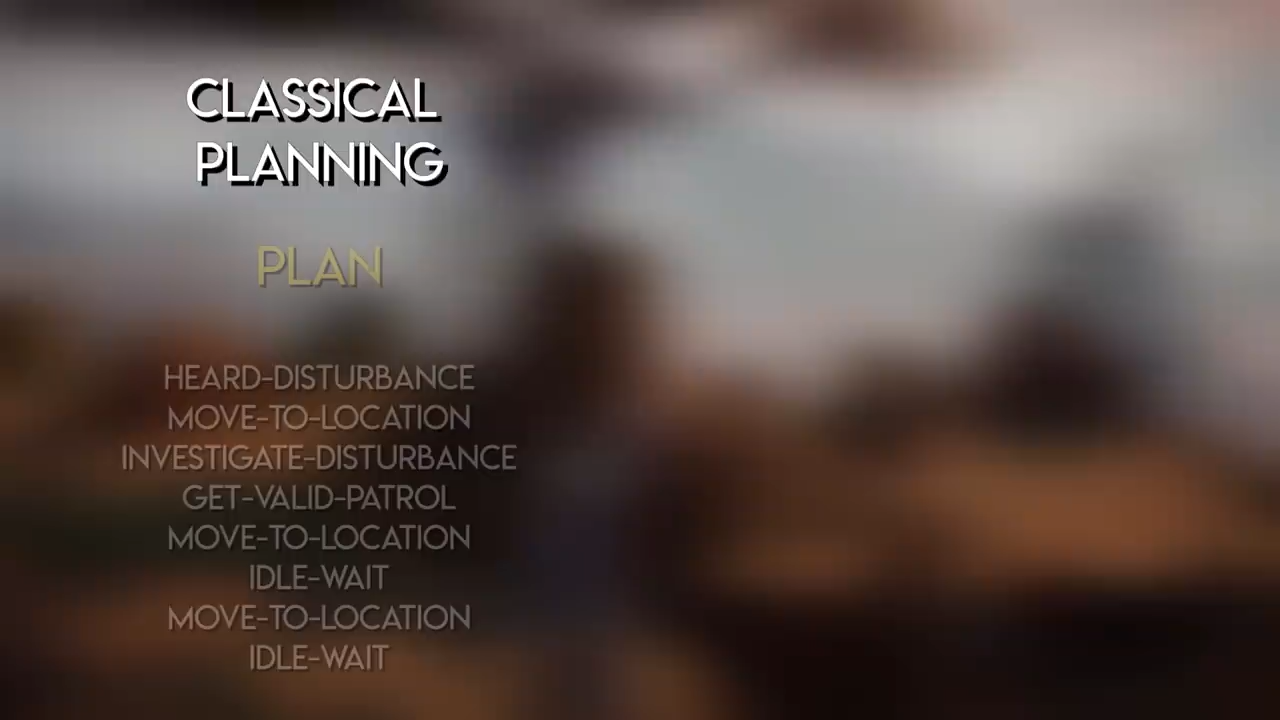 CLASSICAL
PLANNING
PLAN
HEARD-DISTURBANCE
MOVE-TO-LOCATION
INVESTIGATE-DISTURBANCE
GET-VALID-PATROL
MOVE-TO-LOCATION
IDLE-WAIT
MOVE-TO-LOCATION
IDLE-WAIT